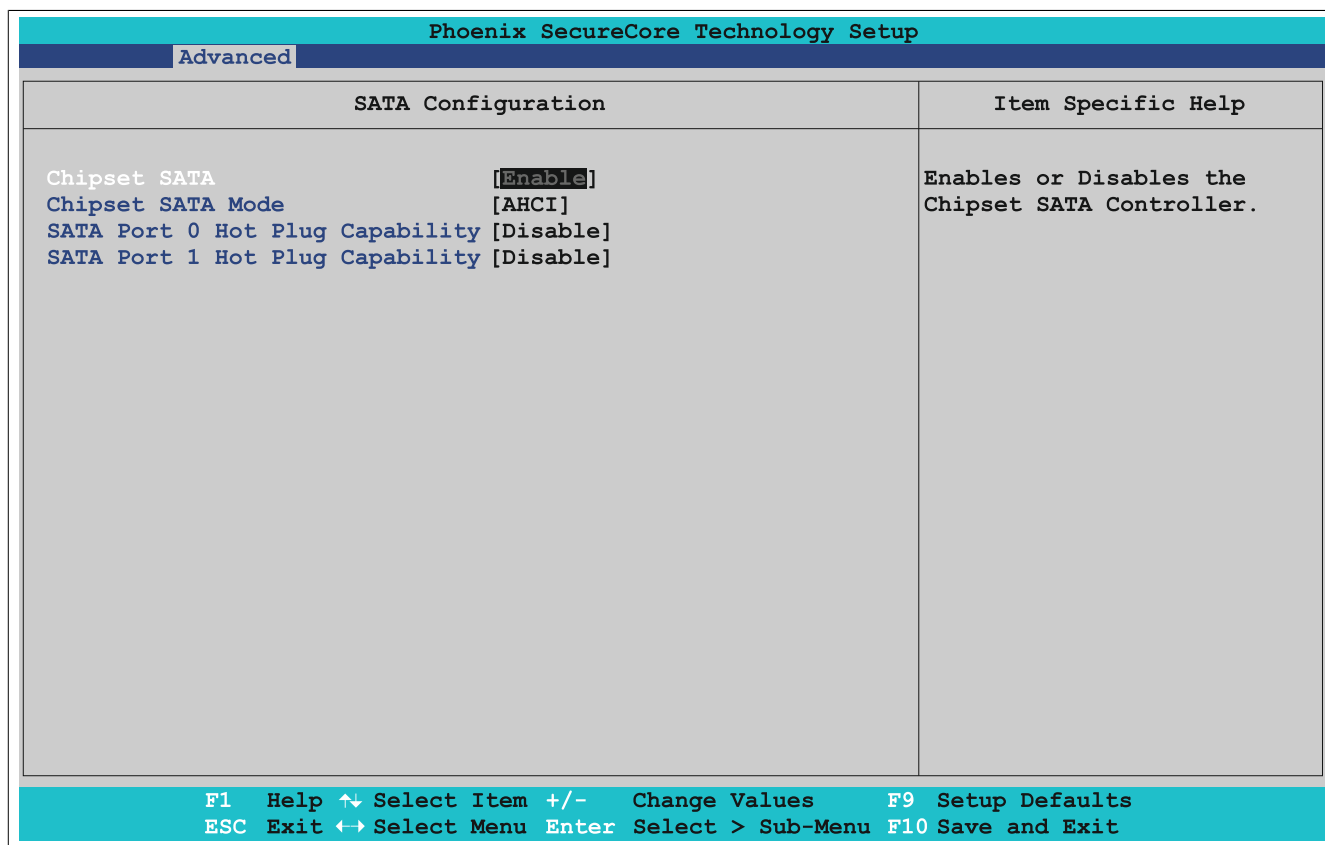 Phoenix SecureCore Technology Setup
Advanced
SATA Configuration
Item Specific Help
Chipset SATA [Enable]
Chipset SATA Mode [AHCI]
SATA Port 0 Hot Plug Capability [Disable]
SATA Port 1 Hot Plug Capability [Disable]
Enables or Disables the
Chipset SATA Controller.
F1 Help ↑↓ Select Item +/- Change Values F9 Setup Defaults
ESC Exit ←→ Select Menu Enter Select > Sub-Menu F10 Save and Exit